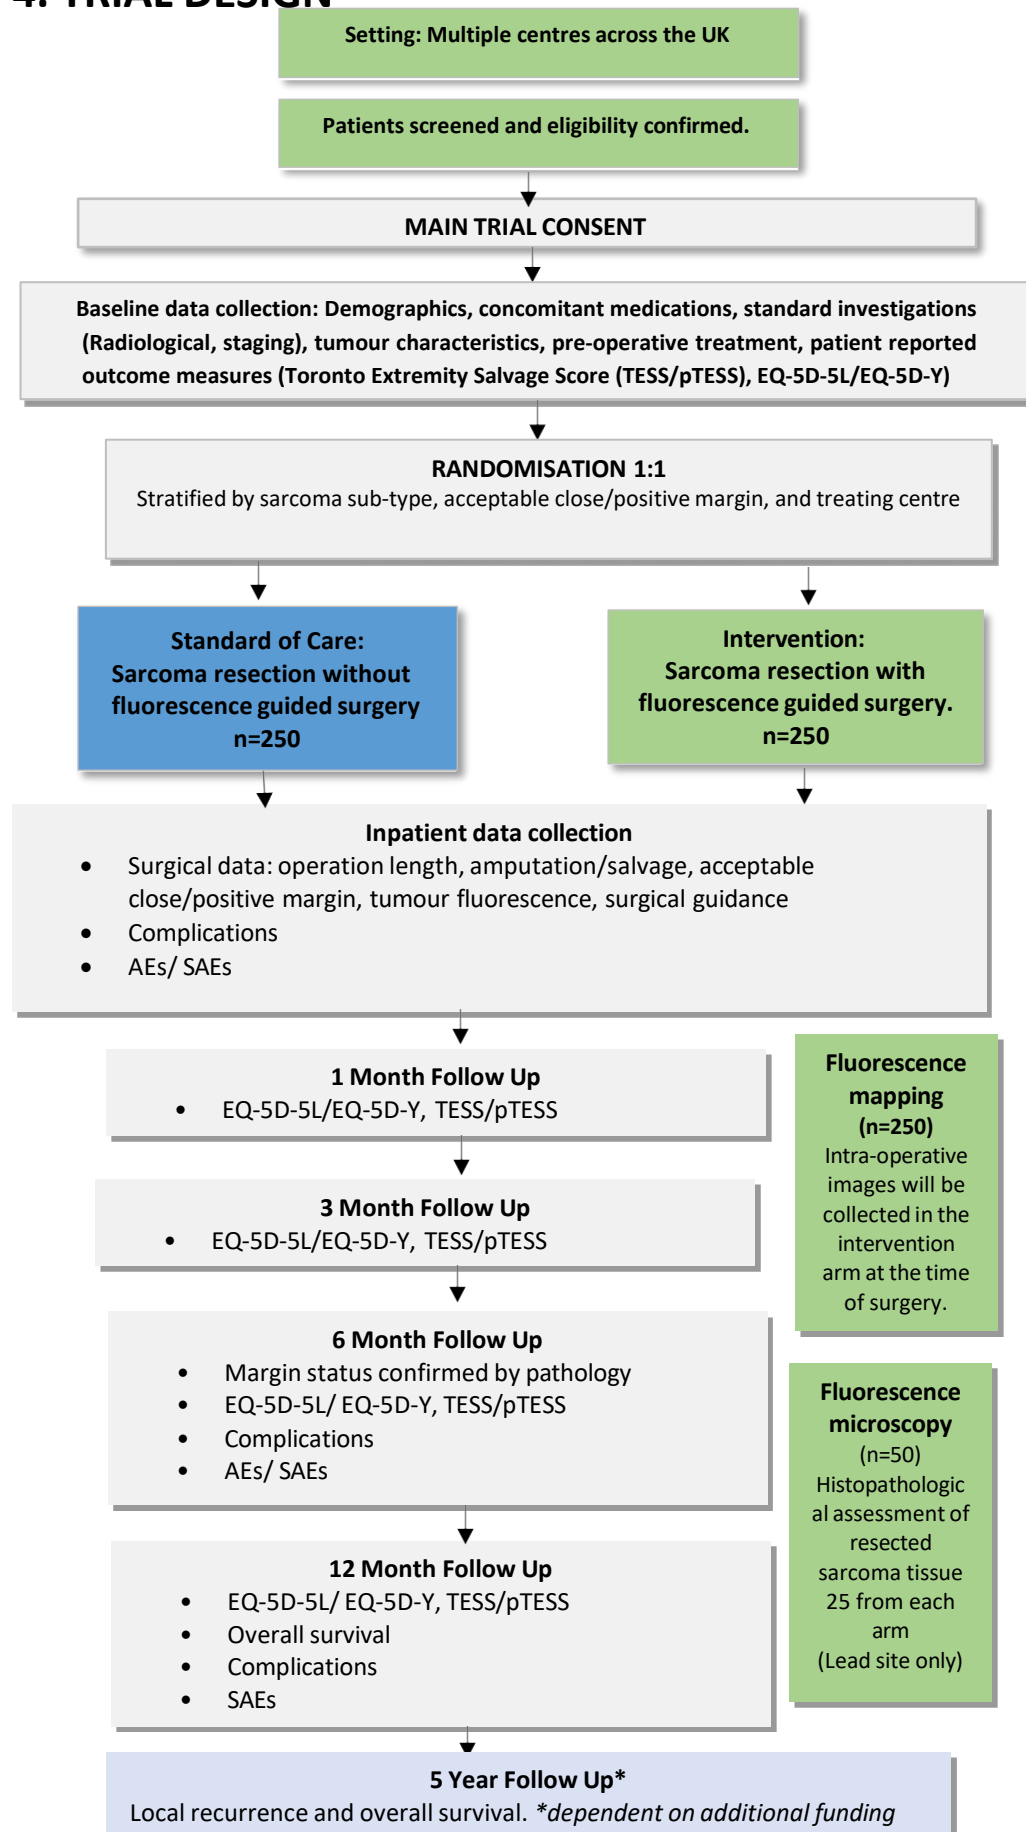 4. TRIAL DESIGN
Setting: Multiple centres across the UK
Patients screened and eligibility confirmed.
MAIN TRIAL CONSENT
Baseline data collection: Demographics, concomitant medications, standard investigations
(Radiological, staging), tumour characteristics, pre-operative treatment, patient reported
outcome measures (Toronto Extremity Salvage Score (TESS/pTESS), EQ-5D-5L/EQ-5D-Y)
RANDOMISATION 1:1
Stratified by sarcoma sub-type, acceptable close/positive margin, and treating centre
Standard of Care:
Sarcoma resection without
fluorescence guided surgery
n=250
Intervention:
Sarcoma resection with
fluorescence guided surgery.
n=250
Inpatient data collection
• Surgical data: operation length, amputation/salvage, acceptable
close/positive margin, tumour fluorescence, surgical guidance
• Complications
• AEs/ SAEs
1 Month Follow Up
• EQ-5D-5L/EQ-5D-Y, TESS/pTESS
3 Month Follow Up
• EQ-5D-5L/EQ-5D-Y, TESS/pTESS
6 Month Follow Up
• Margin status confirmed by pathology
• EQ-5D-5L/ EQ-5D-Y, TESS/pTESS
• Complications
• AEs/ SAEs
12 Month Follow Up
• EQ-5D-5L/ EQ-5D-Y, TESS/pTESS
• Overall survival
• Complications
• SAEs
Fluorescence
mapping
(n=250)
Intra-operative
images will be
collected in the
intervention
arm at the time
of surgery.
Fluorescence
microscopy
(n=50)
Histopathologic
al assessment of
resected
sarcoma tissue
25 from each
arm
(Lead site only)
5 Year Follow Up*
Local recurrence and overall survival. *dependent on additional funding